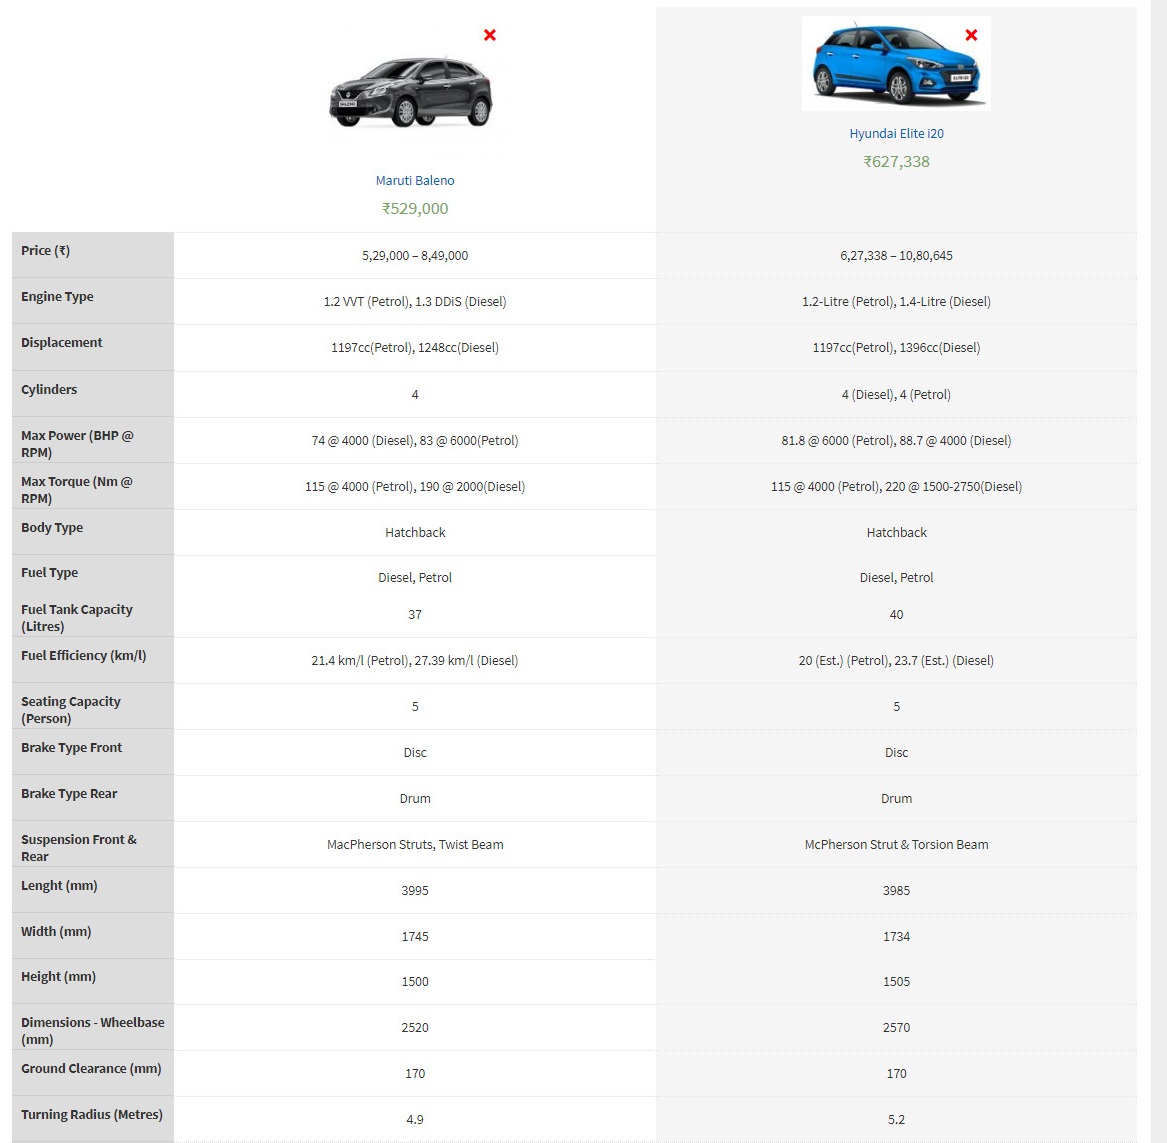 Maruti Baleno
₹529,000
Hyundai Elite i20
₹627,338
Price (₹) 5,29,000 – 8,49,000 6,27,338 – 10,80,645
Engine Type 1.2 VVT (Petrol), 1.3 DDiS (Diesel) 1.2-Litre (Petrol), 1.4-Litre (Diesel)
Displacement 1197cc(Petrol), 1248cc(Diesel) 1197cc(Petrol), 1396cc(Diesel)
Cylinders 4 4 (Diesel), 4 (Petrol)
Max Power (BHP @
RPM) 74 @ 4000 (Diesel), 83 @ 6000(Petrol) 81.8 @ 6000 (Petrol), 88.7 @ 4000 (Diesel)
Max Torque (Nm @
RPM) 115 @ 4000 (Petrol), 190 @ 2000(Diesel) 115 @ 4000 (Petrol), 220 @ 1500-2750(Diesel)
Body Type Hatchback Hatchback
Fuel Type Diesel, Petrol Diesel, Petrol
Fuel Tank Capacity
(Litres) 37 40
Fuel Efficiency (km/l) 21.4 km/l (Petrol), 27.39 km/l (Diesel) 20 (Est.) (Petrol), 23.7 (Est.) (Diesel)
Seating Capacity
(Person) 5 5
Brake Type Front Disc Disc
Brake Type Rear Drum Drum
Suspension Front &
Rear MacPherson Struts, Twist Beam McPherson Strut & Torsion Beam
Lenght (mm) 3995 3985
Width (mm) 1745 1734
Height (mm) 1500 1505
Dimensions - Wheelbase
(mm) 2520 2570
Ground Clearance (mm) 170 170
Turning Radius (Metres) 4.9 5.2